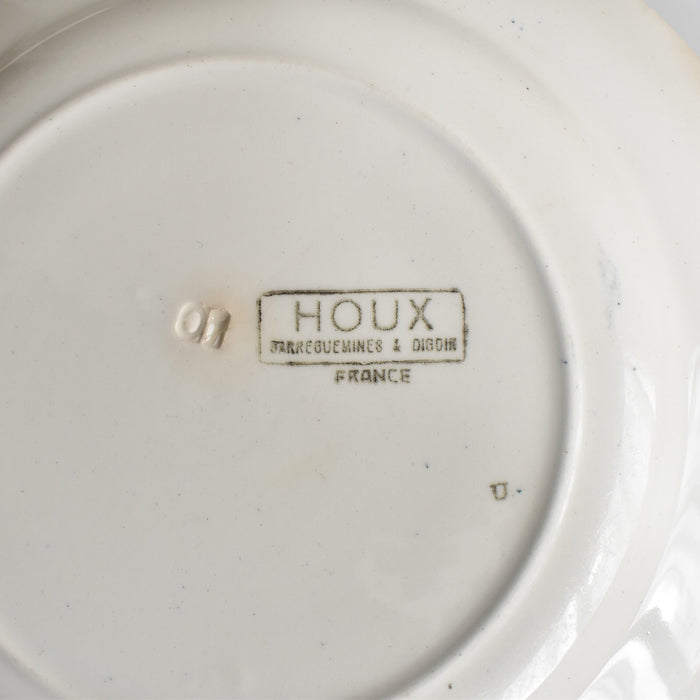 HOUX
SARREGUEMINES & DIGOIN
FRANCE
U